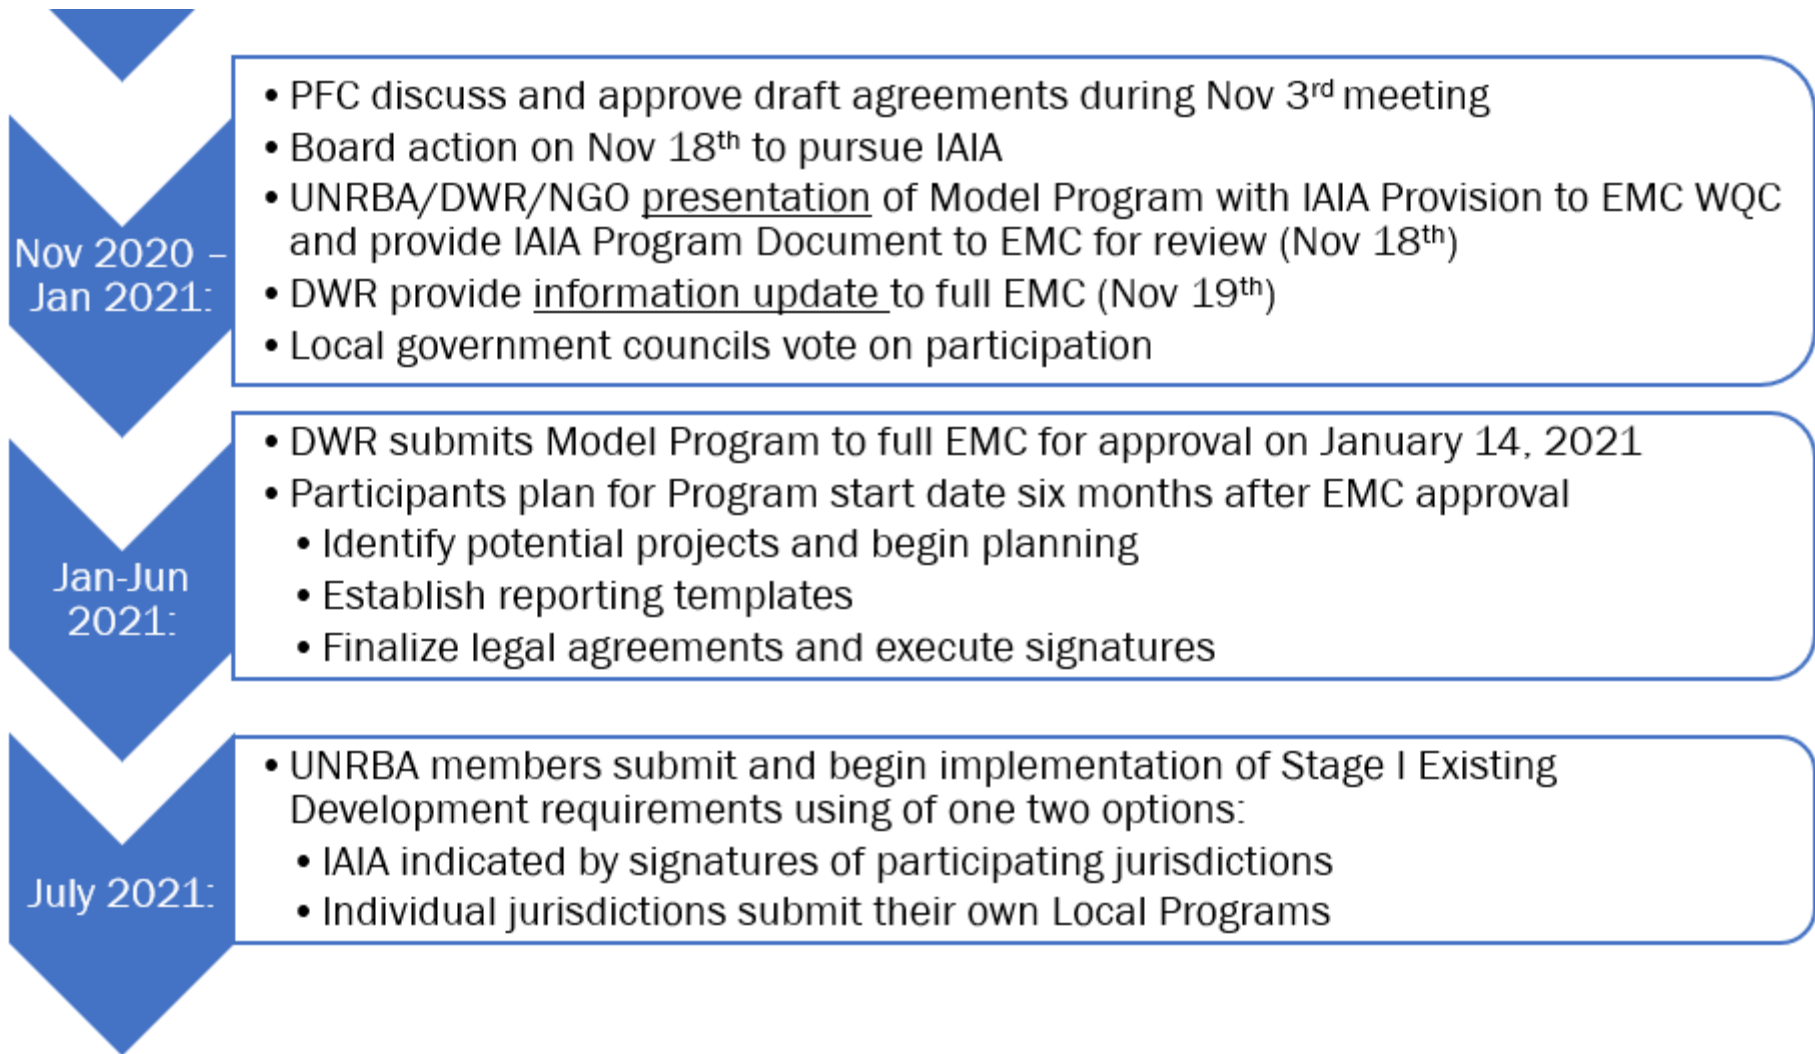 Nov 2020 –
Jan 2021:
• PFC discuss and approve draft agreements during Nov 3rd meeting
• Board action on Nov 18th to pursue IAIA
• UNRBA/DWR/NGO presentation of Model Program with IAIA Provision to EMC WQC
and provide IAIA Program Document to EMC for review (Nov 18th)
• DWR provide information update to full EMC (Nov 19th)
• Local government councils vote on participation
Jan-Jun
2021:
• DWR submits Model Program to full EMC for approval on January 14, 2021
• Participants plan for Program start date six months after EMC approval
• Identify potential projects and begin planning
• Establish reporting templates
• Finalize legal agreements and execute signatures
July 2021:
• UNRBA members submit and begin implementation of Stage I Existing
Development requirements using of one two options:
• IAIA indicated by signatures of participating jurisdictions
• Individual jurisdictions submit their own Local Programs